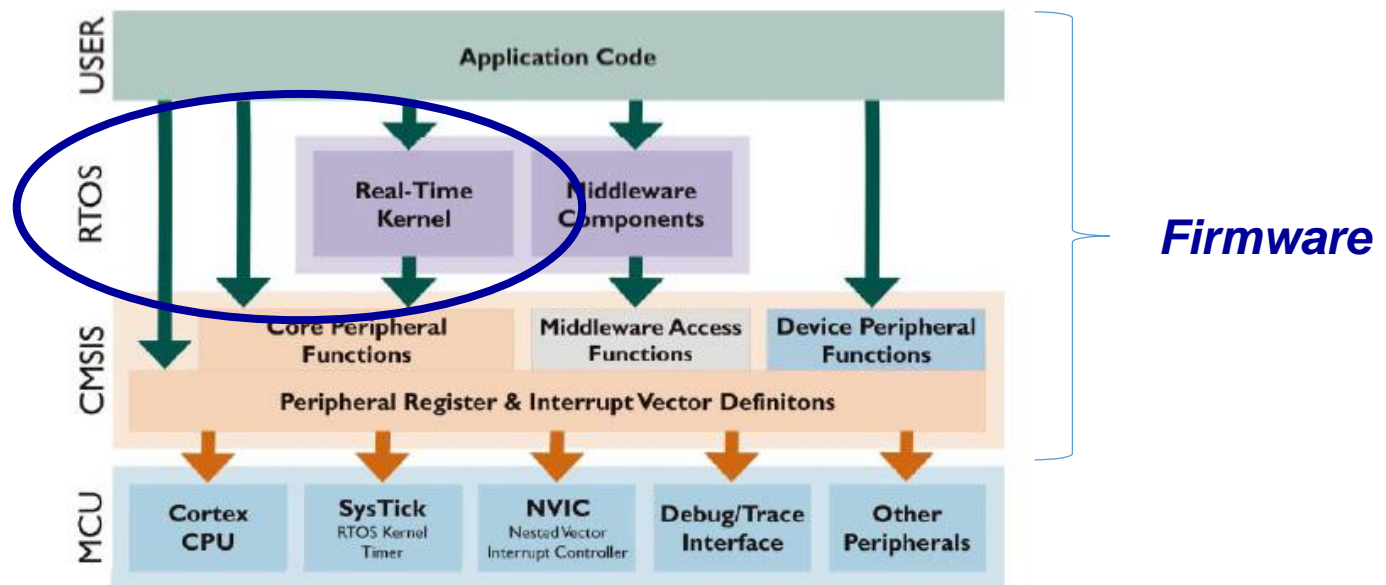 USER
Application Code
RTOS
Real-Time
Kernel
Middleware
Components
Firmware
CMSIS
Core Peripheral
Functions
Middleware Access
Functions
Device Peripheral
Functions
Peripheral Register & Interrupt Vector Definitons
MCU
Cortex
CPU
SysTick
RTOS Kernel
Timer
NVIC
Nested Vector
Interrupt Controller
Debug/Trace
Interface
Other
Peripherals